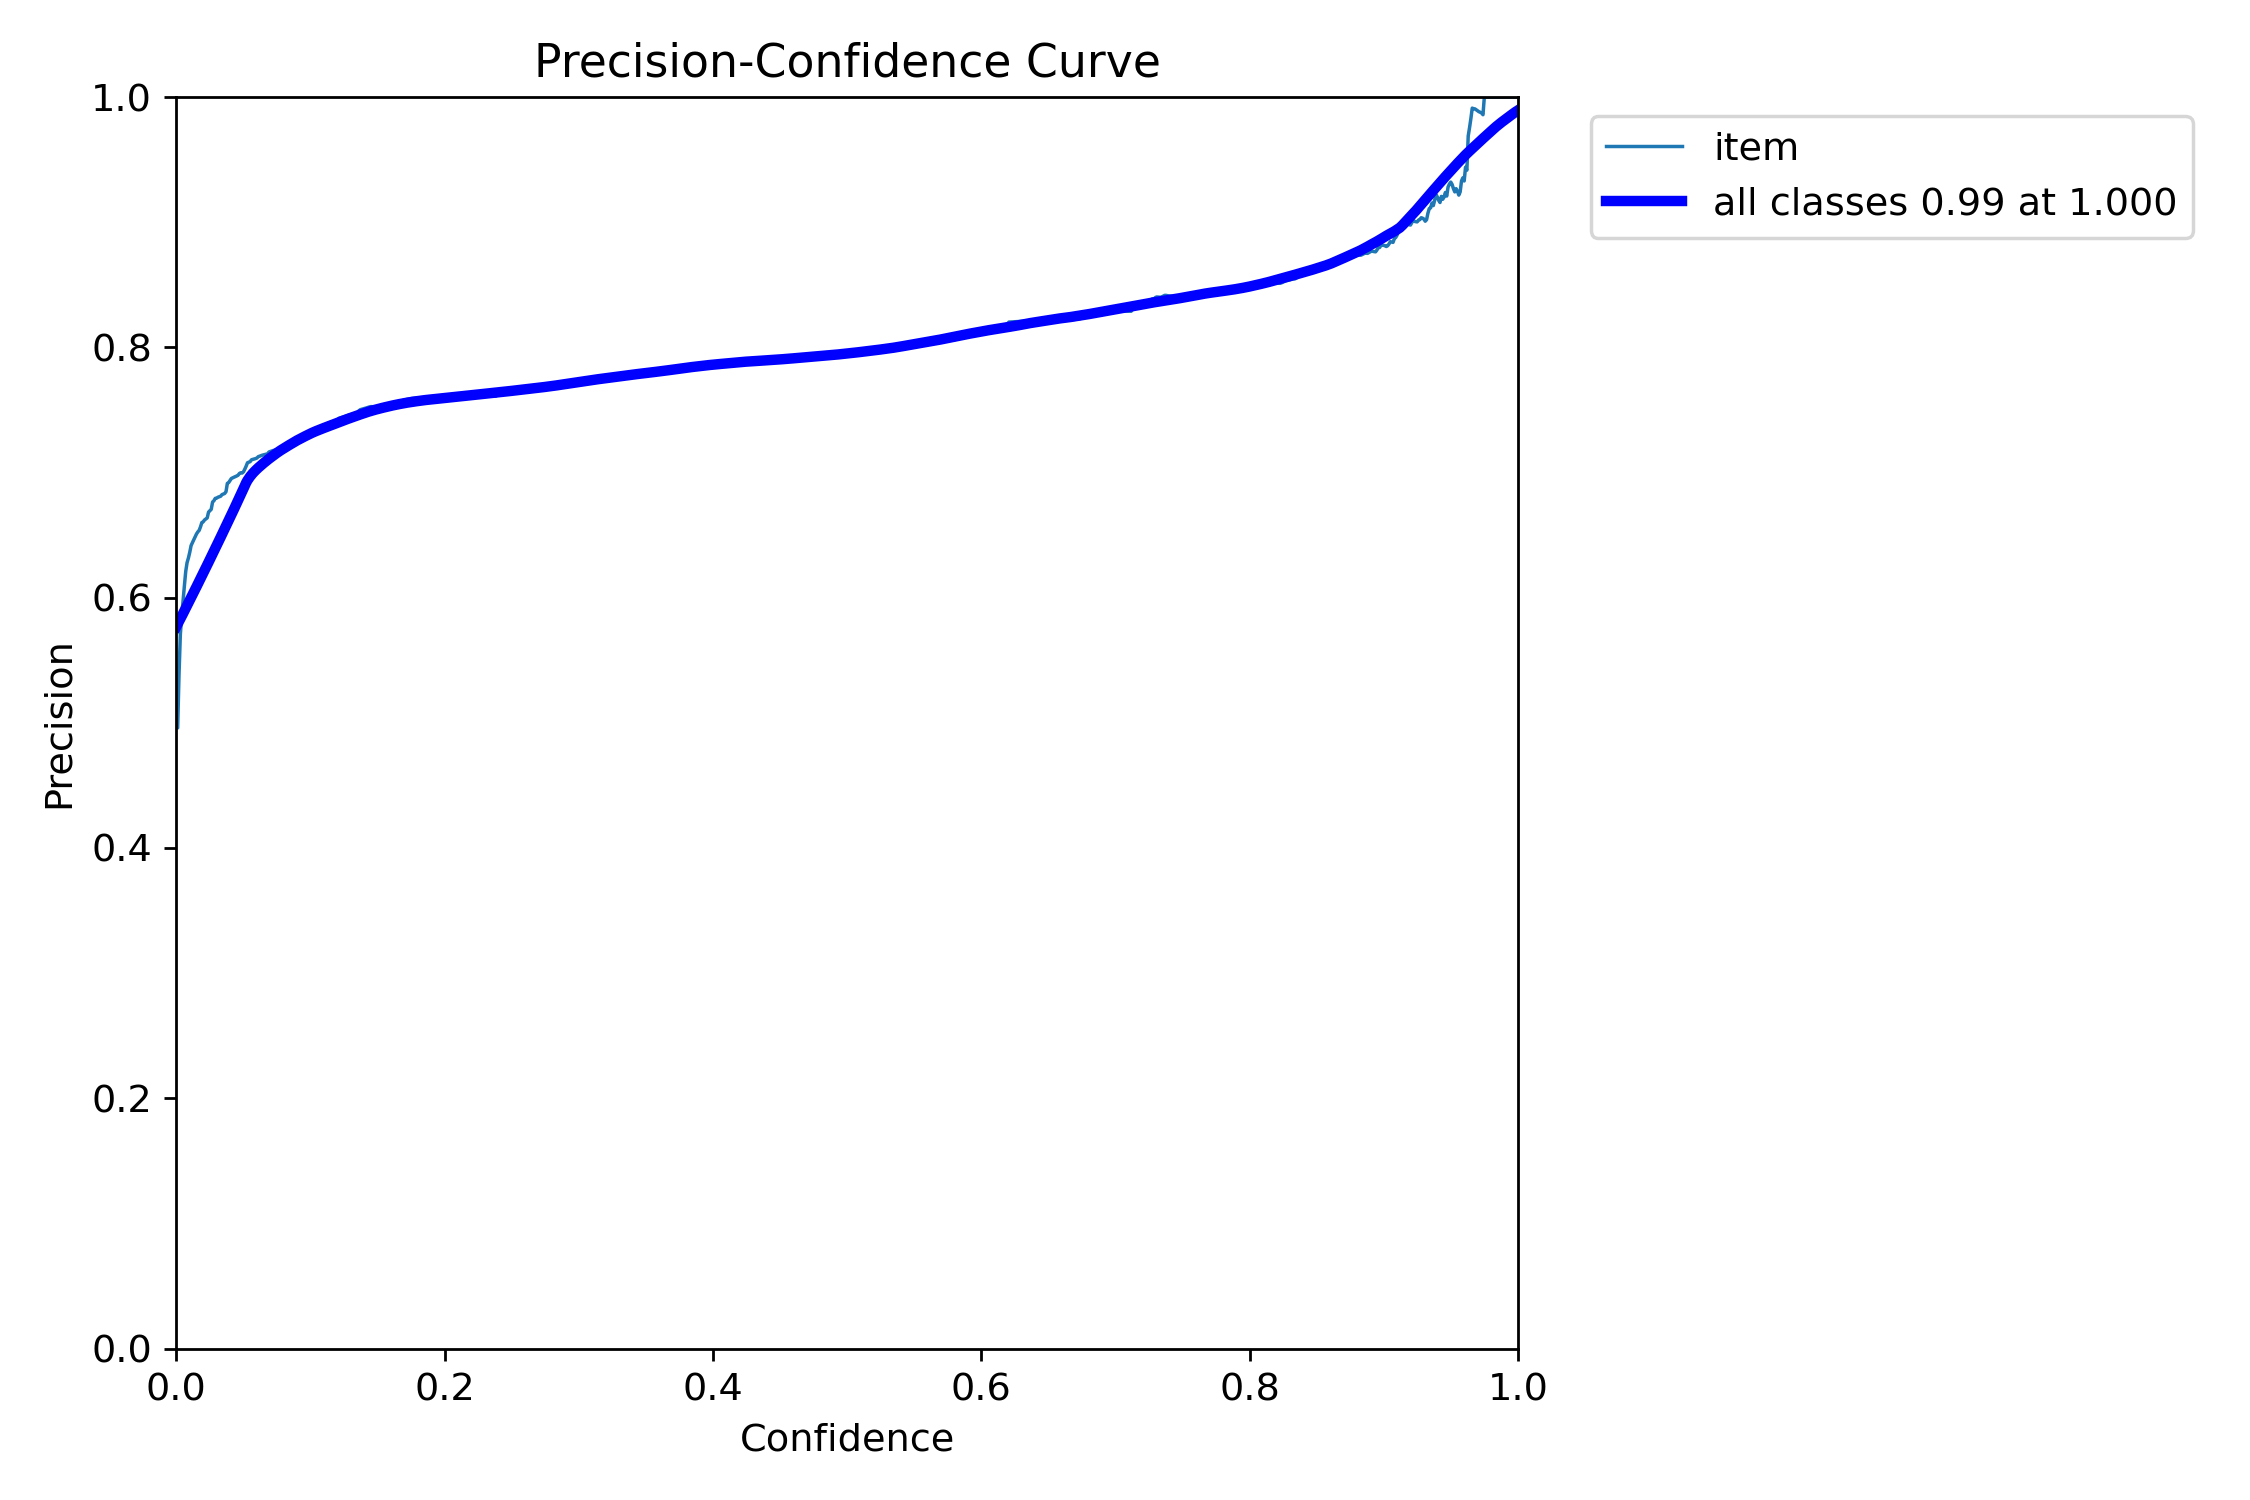 Precision-Confidence Curve
1.0
0.8
0.6
0.4
0.2
0.0
Precision
0.0 0.2 0.4 0.6 0.8 1.0
Confidence
item
all classes 0.99 at 1.000